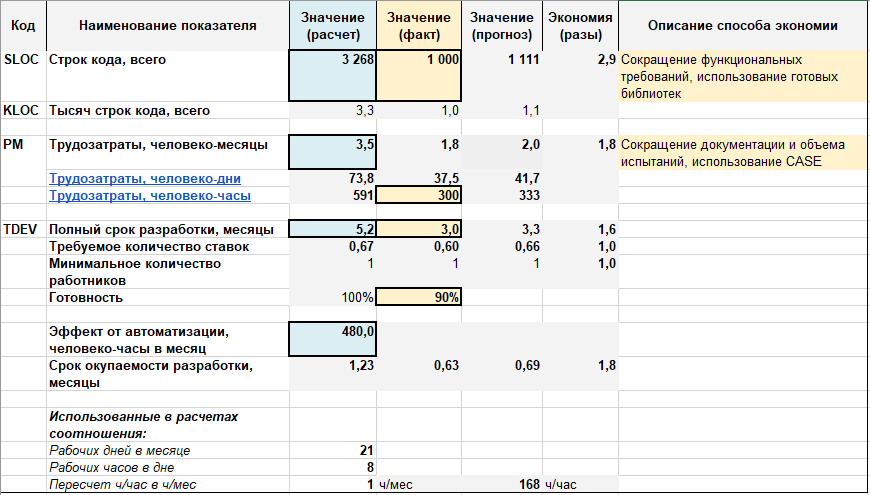 Код Наименование показателя Значение (расчет) Значение (факт) Значение (прогноз) Экономия (разы) Описание способа экономии
SLOC Строк кода, всего 3 268 1 000 1 111 2,9 Сокращение функциональных
требований, использование готовых
библиотек
KLOC Тысяч строк кода, всего 3,3 1,0 1,1
PM Трудозатраты, человеко-месяцы 3,5 1,8 2,0 1,8 Сокращение документации и объема
испытаний, использование CASE
Трудозатраты, человеко-дни 73,8 37,5 41,7
Трудозатраты, человеко-часы 591 300 333
TDEV Полный срок разработки, месяцы 5,2 3,0 3,3 1,6
Требуемое количество ставок 0,67 0,60 0,66 1,0
Минимальное количество 1 1 1 1,0
работников
Готовность 100% 90%
Эффект от автоматизации, 480,0
человеко-часы в месяц
Срок окупаемости разработки, 1,23 0,63 0,69 1,8
месяцы
Использованные в расчетах
соотношения:
Рабочих дней в месяце 21
Рабочих часов в дне 8
Пересчет ч/час в ч/мес 1 ч/мес 168 ч/час